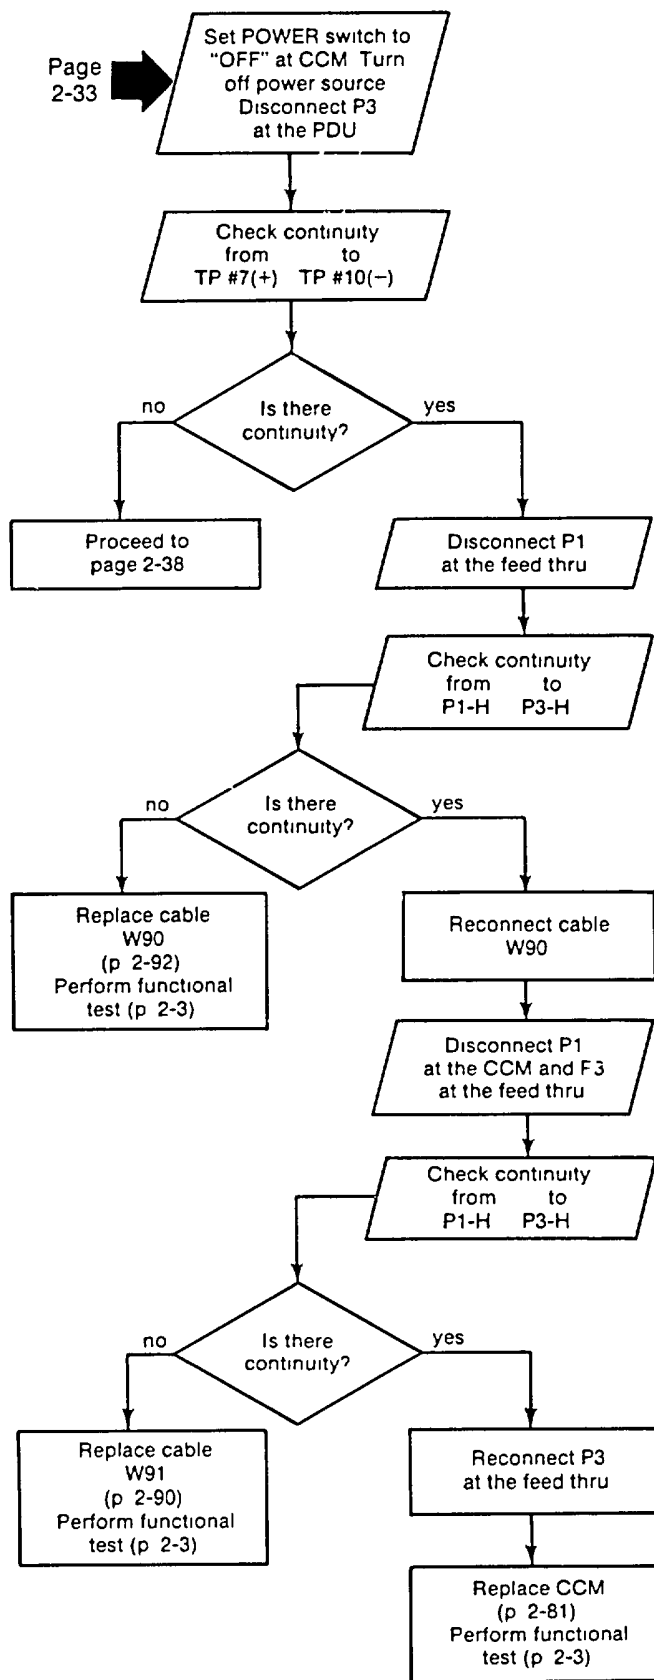 Page
2-33
Set POWER switch to
“OFF” at CCM Turn
off power source
Disconnect P3
at the PDU
Check continuity
from to
TP #7(+) TP #10(−)
Is there
continuity?
no
yes
Proceed to
page 2-38
Disconnect P1
at the feed thru
Check continuity
from to
P1-H P3-H
Is there
continuity?
no
yes
Replace cable
W90
(p 2-92)
Perform functional
test (p 2-3)
Reconnect cable
W90
Disconnect P1
at the CCM and F3
at the feed thru
Check continuity
from to
P1-H P3-H
Is there
continuity?
no
yes
Replace cable
W91
(p 2-90)
Perform functional
test (p 2-3)
Reconnect P3
at the feed thru
Replace CCM
(p 2-81)
Perform functional
test (p 2-3)